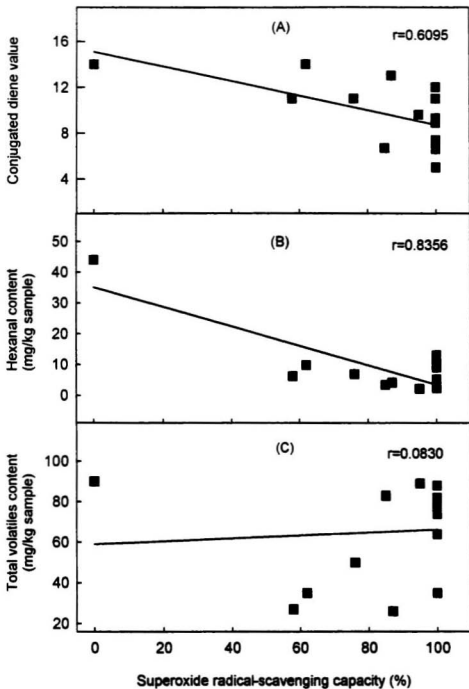 (A)
r=0.6095
Conjugated diene value
16
12
8
4
(B)
r=0.8356
Hexanal content
(mg/kg sample)
50
40
30
20
10
0
(C)
r=0.0830
Total volatiles content
(mg/kg sample)
100
80
60
40
20
0 20 40 60 80 100
Superoxide radical-scavenging capacity (%)